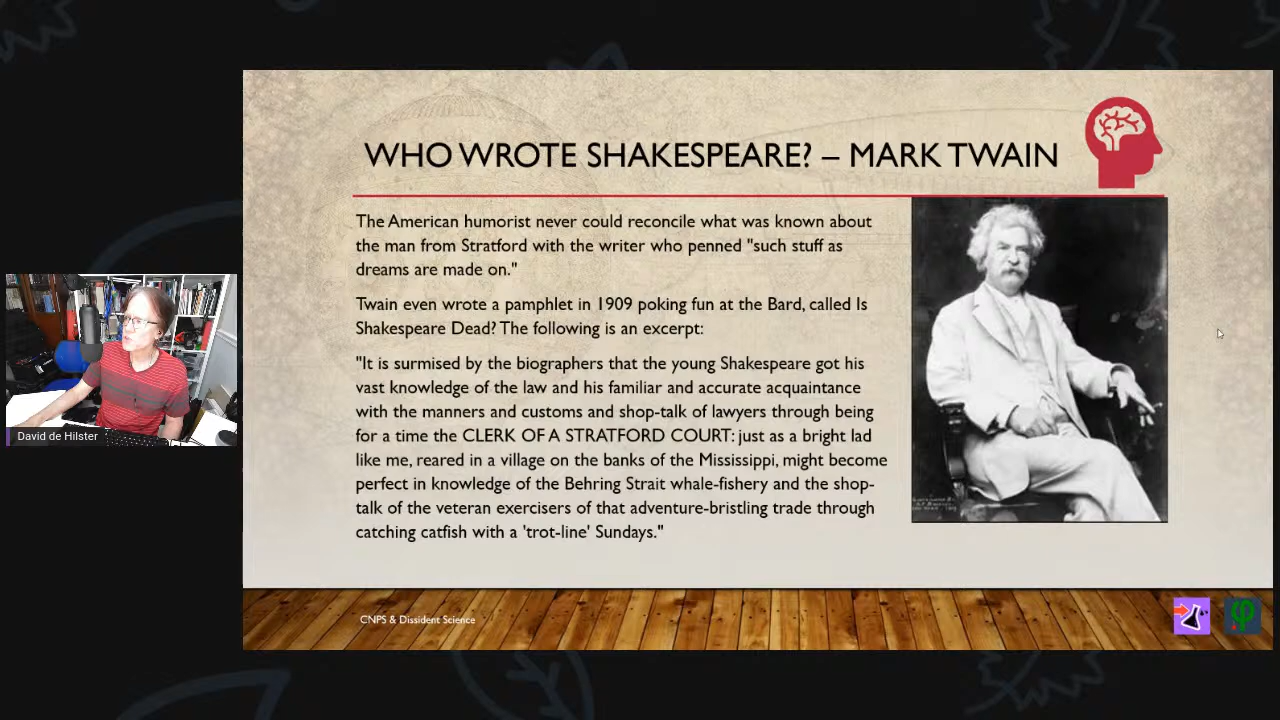 WHO WROTE SHAKESPEARE? – MARK TWAIN
The American humorist never could reconcile what was known about
the man from Stratford with the writer who penned "such stuff as
dreams are made on."
Twain even wrote a pamphlet in 1909 poking fun at the Bard, called Is
Shakespeare Dead? The following is an excerpt:
"It is surmised by the biographers that the young Shakespeare got his
vast knowledge of the law and his familiar and accurate acquaintance
with the manners and customs and shop-talk of lawyers through being
for a time the CLERK OF A STRATFORD COURT: just as a bright lad
like me, reared in a village on the banks of the Mississippi, might become
perfect in knowledge of the Behring Strait whale-fishery and the shop-
talk of the veteran exercisers of that adventure-bristling trade through
catching catfish with a 'trot-line' Sundays."
David de Hilster
CNPS & Dissident Science